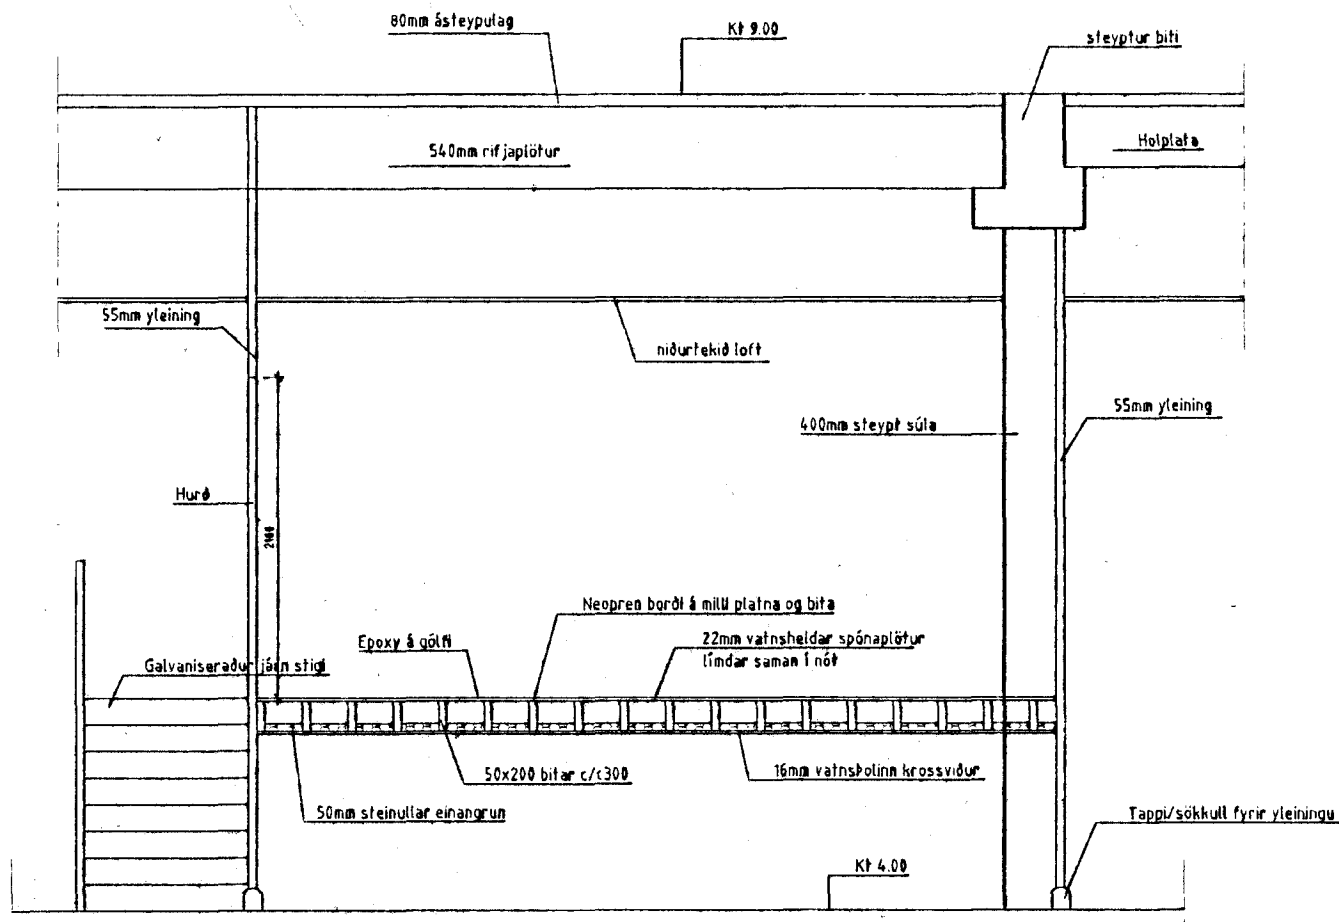 80mm ásteypulag
Kt 9.00
steyptur biti
540mm rifjaplötur
Holplata
55mm yleining
niðurtekið loft
400mm steypt súla
55mm yleining
Hurð
2100
Neopren borði á milli platna og bita
Epoxy á gólfi
22mm vatnsheldar spónaplötur
límdar saman í nót
Galvaniseraður járn stigi
50x200 bitar c/c300
16mm vatnsþolinn krossviður
50mm steinullar einangrun
Tappi/sökkull fyrir yleiningu
Kt 4.00